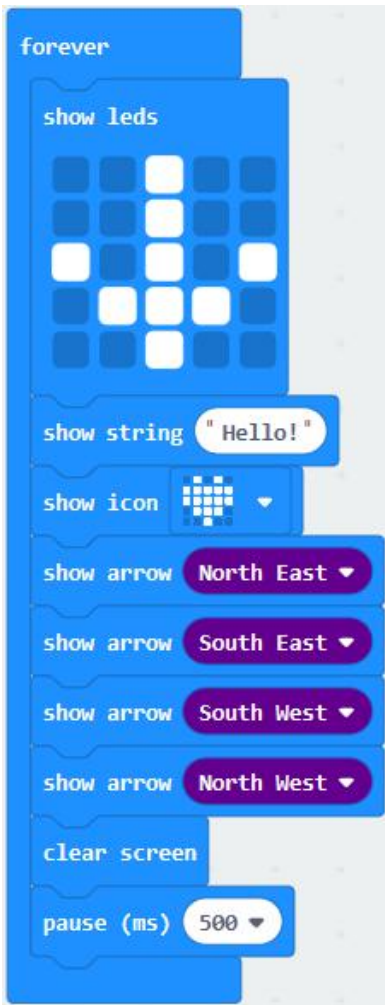 forever
show leds
show string "Hello!"
show icon
show arrow North East
show arrow South East
show arrow South West
show arrow North West
clear screen
pause (ms) 500